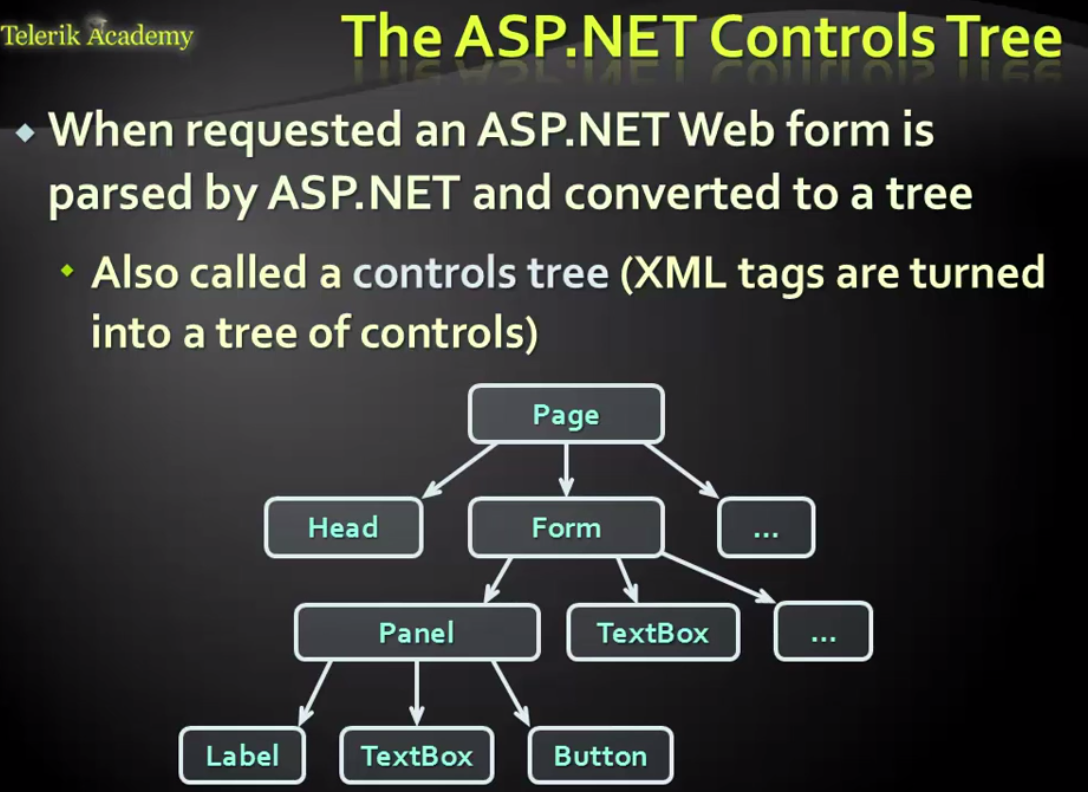 Telerik Academy
The ASP.NET Controls Tree
When requested an ASP.NET Web form is
parsed by ASP.NET and converted to a tree
Also called a controls tree (XML tags are turned
into a tree of controls)
Page
Head
Form
...
Panel
TextBox
...
Label
TextBox
Button